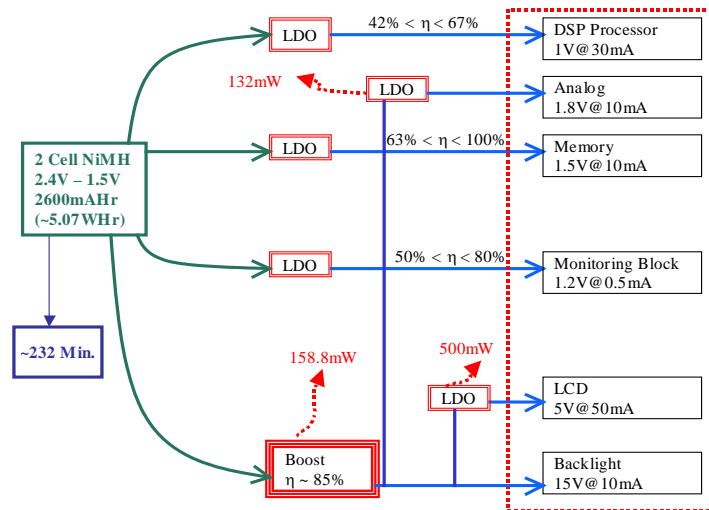 LDO
42% < η < 67%
DSP Processor
1V@30mA
132mW
LDO
Analog
1.8V@10mA
2 Cell NiMH
2.4V – 1.5V
2600mAHr
(~5.07WHr)
LDO
63% < η < 100%
Memory
1.5V@10mA
LDO
50% < η < 80%
Monitoring Block
1.2V@0.5mA
~232 Min.
158.8mW
500mW
LDO
LCD
5V@50mA
Boost
η ~ 85%
Backlight
15V@10mA